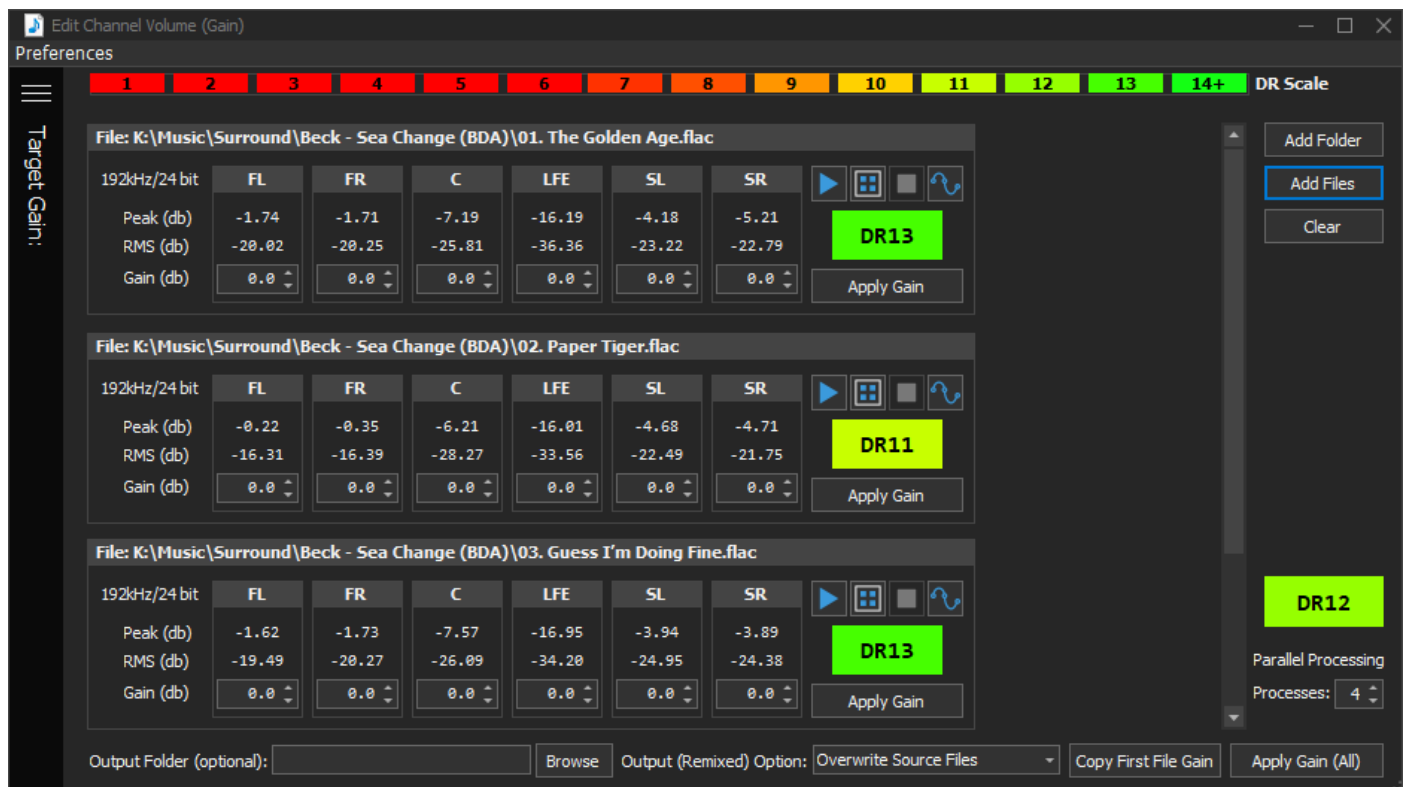 Edit Channel Volume (Gain)
Preferences
1 2 3 4 5 6 7 8 9 10 11 12 13 14+ DR Scale
Target Gain:
File: K:\Music\Surround\Beck - Sea Change (BDA)\01. The Golden Age.flac
192kHz/24 bit FL FR C LFE SL SR
Peak (db) -1.74 -1.71 -7.19 -16.19 -4.18 -5.21
RMS (db) -20.02 -20.25 -25.81 -36.36 -23.22 -22.79
DR13
Gain (db) 0.0 0.0 0.0 0.0 0.0 0.0 Apply Gain
File: K:\Music\Surround\Beck - Sea Change (BDA)\02. Paper Tiger.flac
192kHz/24 bit FL FR C LFE SL SR
Peak (db) -0.22 -0.35 -6.21 -16.01 -4.68 -4.71
RMS (db) -16.31 -16.39 -28.27 -33.56 -22.49 -21.75
DR11
Gain (db) 0.0 0.0 0.0 0.0 0.0 0.0 Apply Gain
File: K:\Music\Surround\Beck - Sea Change (BDA)\03. Guess I’m Doing Fine.flac
192kHz/24 bit FL FR C LFE SL SR
Peak (db) -1.62 -1.73 -7.57 -16.95 -3.94 -3.89
RMS (db) -19.49 -20.27 -26.09 -34.20 -24.95 -24.38
DR13
Gain (db) 0.0 0.0 0.0 0.0 0.0 0.0 Apply Gain
Add Folder
Add Files
Clear
DR12
Parallel Processing
Processes: 4
Output Folder (optional): Browse Output (Remixed) Option: Overwrite Source Files Copy First File Gain Apply Gain (All)